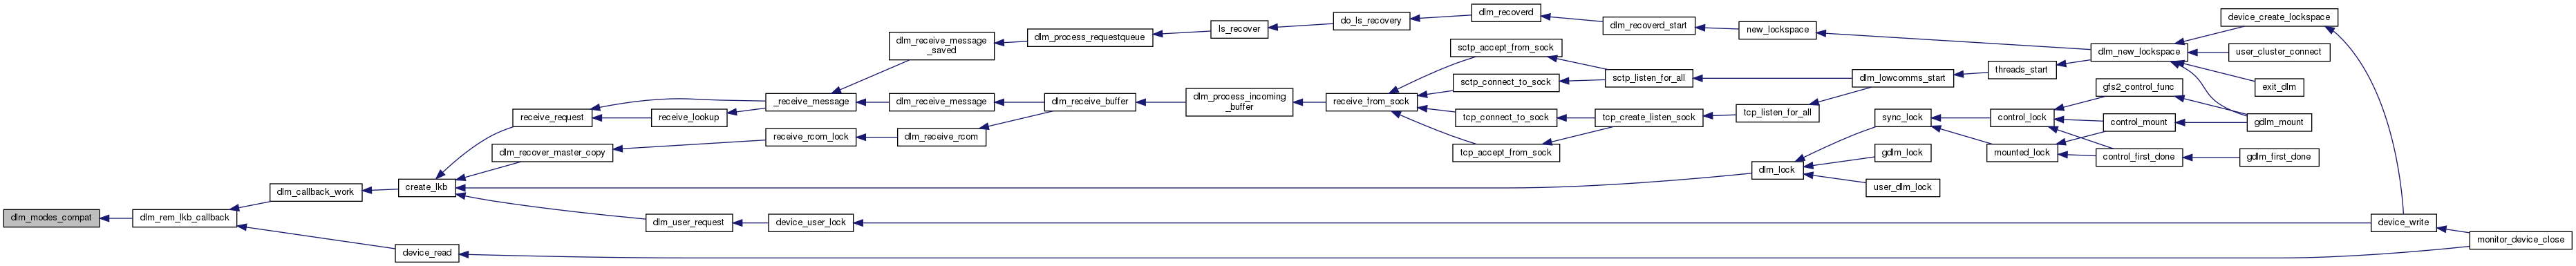 dlm_modes_compat
dlm_rem_lkb_callback
dlm_callback_work
device_read
create_lkb
receive_request
dlm_recover_master_copy
dlm_user_request
receive_lookup
_receive_message
receive_rcom_lock
device_user_lock
dlm_receive_message
_saved
dlm_receive_message
dlm_receive_rcom
dlm_process_requestqueue
dlm_receive_buffer
ls_recover
dlm_process_incoming
_buffer
do_ls_recovery
receive_from_sock
dlm_recoverd
sctp_accept_from_sock
sctp_connect_to_sock
tcp_connect_to_sock
tcp_accept_from_sock
dlm_recoverd_start
sctp_listen_for_all
tcp_create_listen_sock
new_lockspace
tcp_listen_for_all
dlm_lock
dlm_lowcomms_start
sync_lock
gdlm_lock
user_dlm_lock
threads_start
control_lock
mounted_lock
dlm_new_lockspace
gfs2_control_func
control_mount
control_first_done
device_create_lockspace
user_cluster_connect
exit_dlm
gdlm_mount
gdlm_first_done
device_write
monitor_device_close